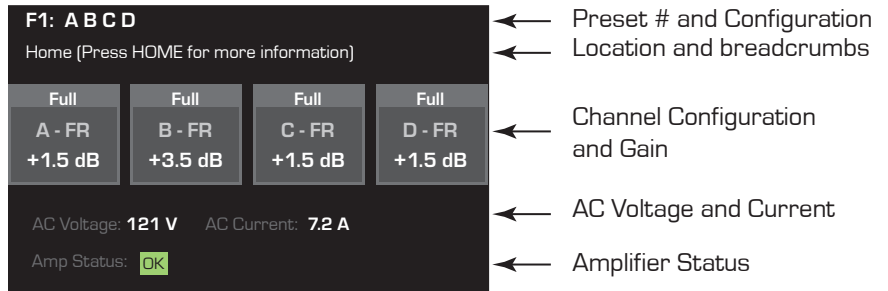 F1: A B C D
Home (Press HOME for more information)
Full Full Full Full
A - FR B - FR C - FR D - FR
+1.5 dB +3.5 dB +1.5 dB +1.5 dB
AC Voltage: 121 V AC Current: 7.2 A
Amp Status: OK
Preset # and Configuration
Location and breadcrumbs
Channel Configuration
and Gain
AC Voltage and Current
Amplifier Status